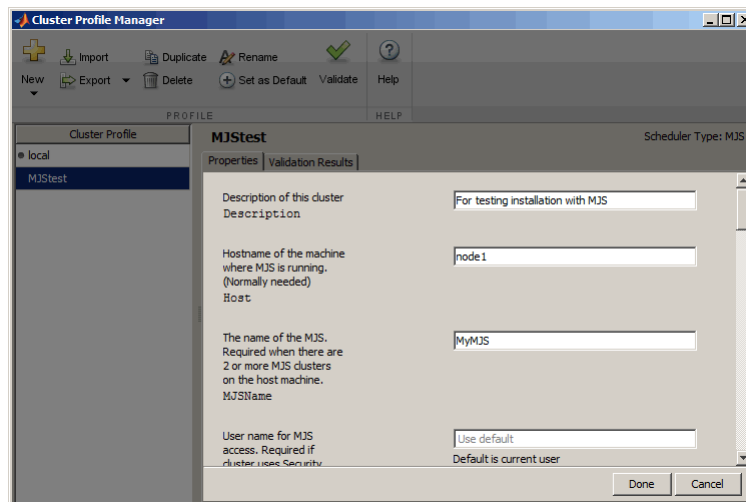 Cluster Profile Manager
Import
Duplicate
Rename
New
Export
Delete
Set as Default
Validate
Help
PROFILE
HELP
Cluster Profile
local
MJStest
MJStest
Scheduler Type: MJS
Properties
Validation Results
Description of this cluster
Description
For testing installation with MJS
Hostname of the machine
where MJS is running.
(Normally needed)
Host
node1
The name of the MJS.
Required when there are
2 or more MJS clusters
on the host machine.
MJSName
MyMJS
User name for MJS
access. Required if
cluster uses Security
Use default
Default is current user
Done
Cancel